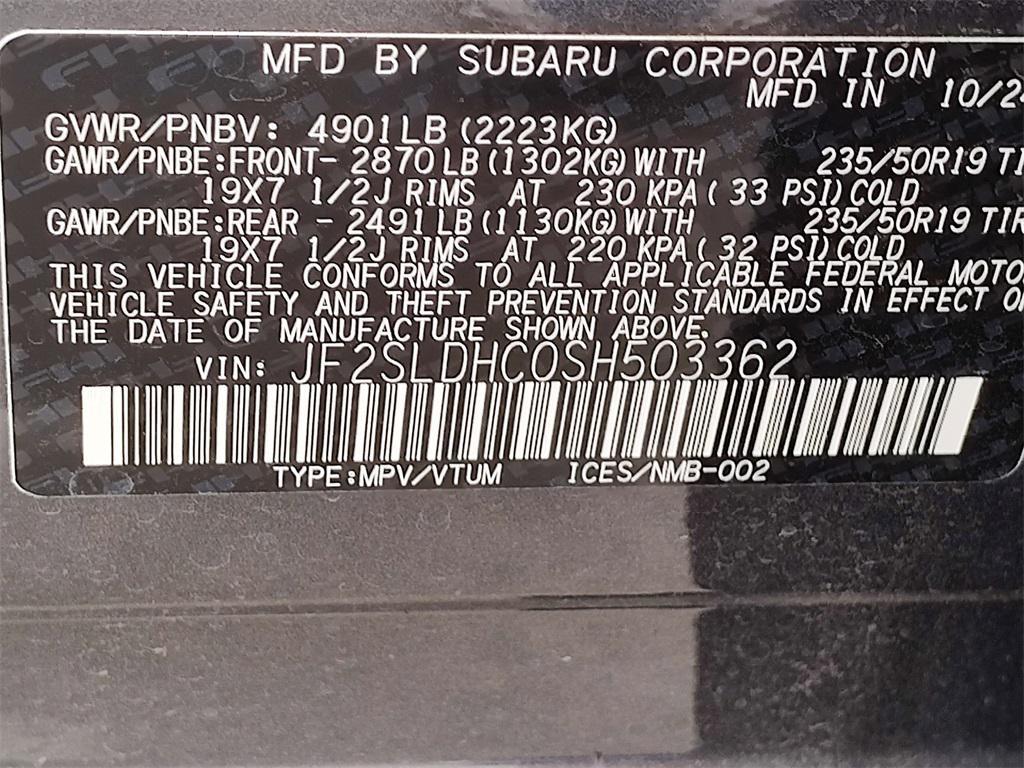 MFD BY SUBARU CORPORATION
MFD IN 10/2
GVWR/PNBV: 4901LB(2223KG)
GAWR/PNBE:FRONT- 2870LB(1302KG)WITH 235/50R19 TI
19X7 1/2J RIMS AT 230 KPA( 33 PSI)COLD
GAWR/PNBE:REAR - 2491LB(1130KG)WITH 235/50R19 TIR
19X7 1/2J RIMS AT 220 KPA( 32 PSI)COLD
THIS VEHICLE CONFORMS TO ALL APPLICABLE FEDERAL MOTO
VEHICLE SAFETY AND THEFT PREVENTION STANDARDS IN EFFECT O
THE DATE OF MANUFACTURE SHOWN ABOVE.
VIN: JF2SLDHC0SH503362
TYPE:MPV/VTUM ICES/NMB-002